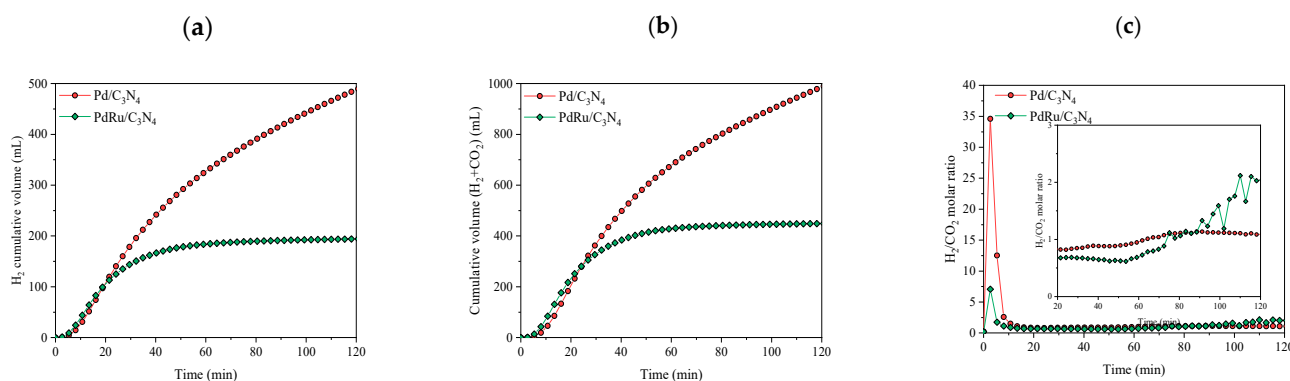 (a)
H2 cumulative volume (mL)
500
400
300
200
100
0
Pd/C3N4
PdRu/C3N4
0 20 40 60 80 100 120
Time (min)
(b)
Cumulative volume (H2+CO2) (mL)
1000
800
600
400
200
0
Pd/C3N4
PdRu/C3N4
0 20 40 60 80 100 120
Time (min)
(c)
H2/CO2 molar ratio
40
35
30
25
20
15
10
5
0
Pd/C3N4
PdRu/C3N4
H2/CO2 molar ratio
3
2
1
0
20 40 60 80 100 120
Time (min)
0 20 40 60 80 100 120
Time (min)